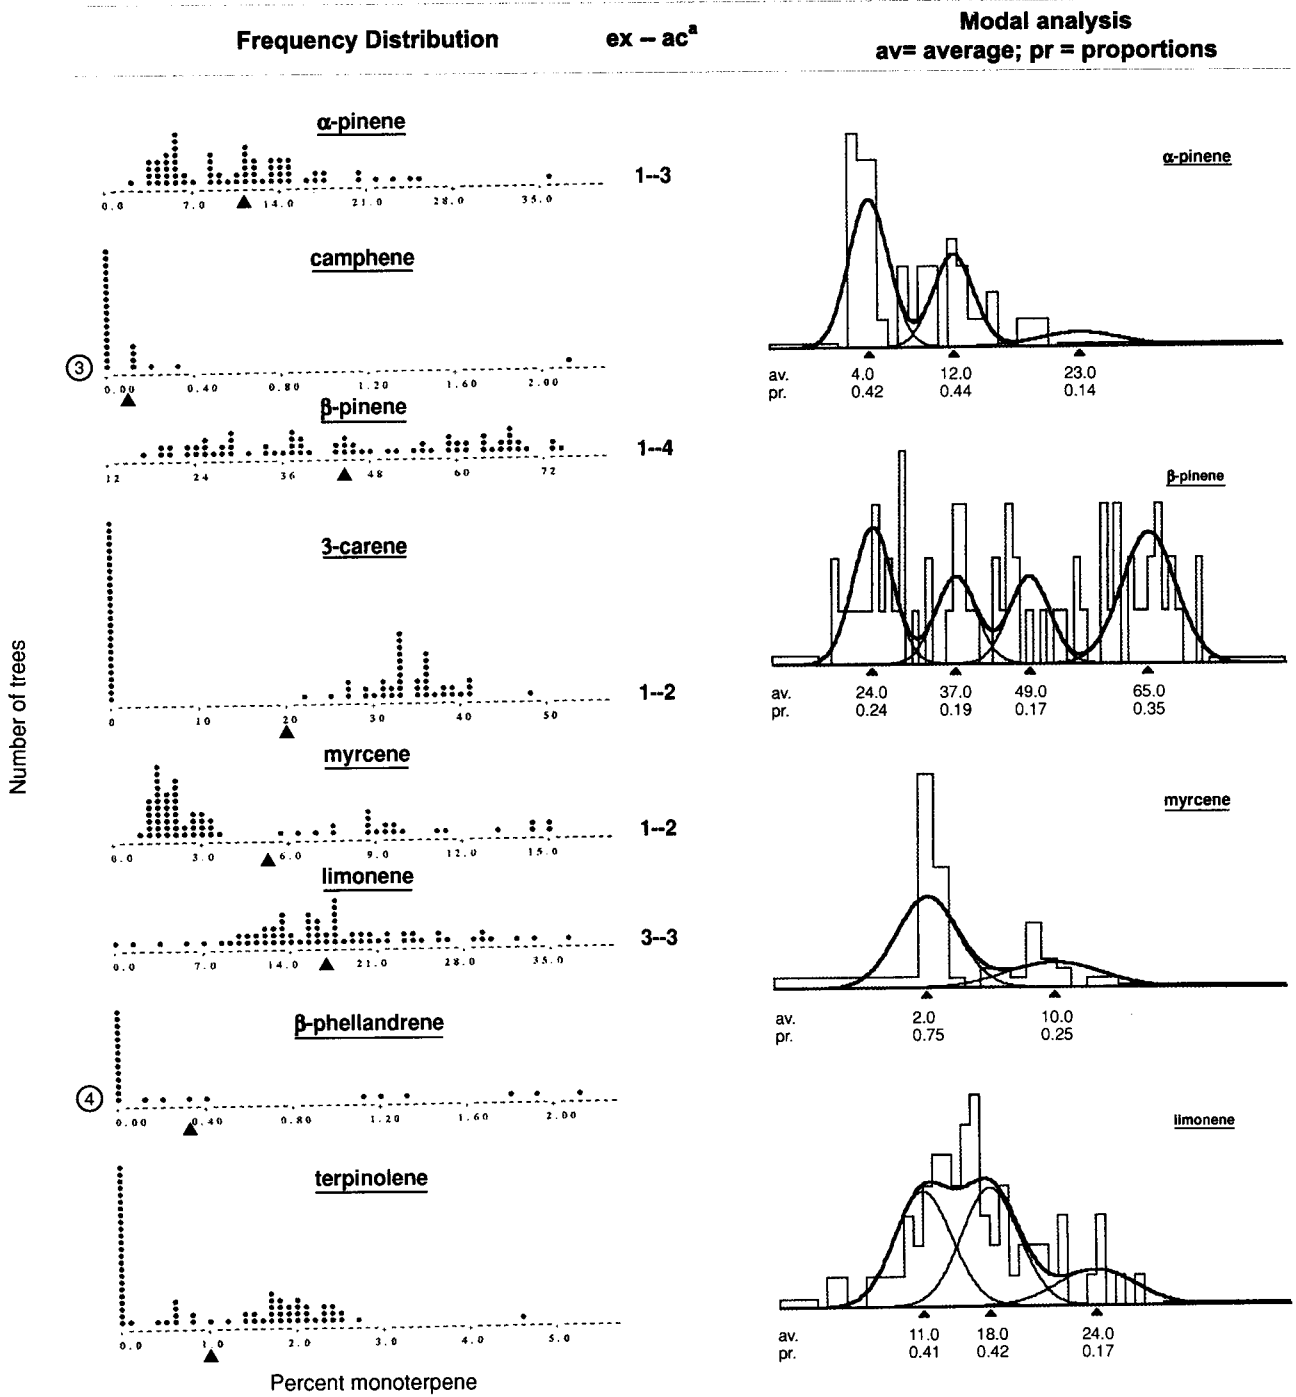 Frequency Distribution ex – acᵃ Modal analysis
av= average; pr = proportions
Number of trees
α-pinene
1--3
0.0 7.0 14.0 21.0 28.0 35.0
camphene
3
0.00 0.40 0.80 1.20 1.60 2.00
β-pinene
1--4
12 24 36 48 60 72
3-carene
1--2
0 10 20 30 40 50
myrcene
1--2
0.0 3.0 6.0 9.0 12.0 15.0
limonene
3--3
0.0 7.0 14.0 21.0 28.0 35.0
β-phellandrene
4
0.00 0.40 0.80 1.20 1.60 2.00
terpinolene
0.0 1.0 2.0 3.0 4.0 5.0
Percent monoterpene
α-pinene
av. 4.0 12.0 23.0
pr. 0.42 0.44 0.14
β-pinene
av. 24.0 37.0 49.0 65.0
pr. 0.24 0.19 0.17 0.35
myrcene
av. 2.0 10.0
pr. 0.75 0.25
limonene
av. 11.0 18.0 24.0
pr. 0.41 0.42 0.17